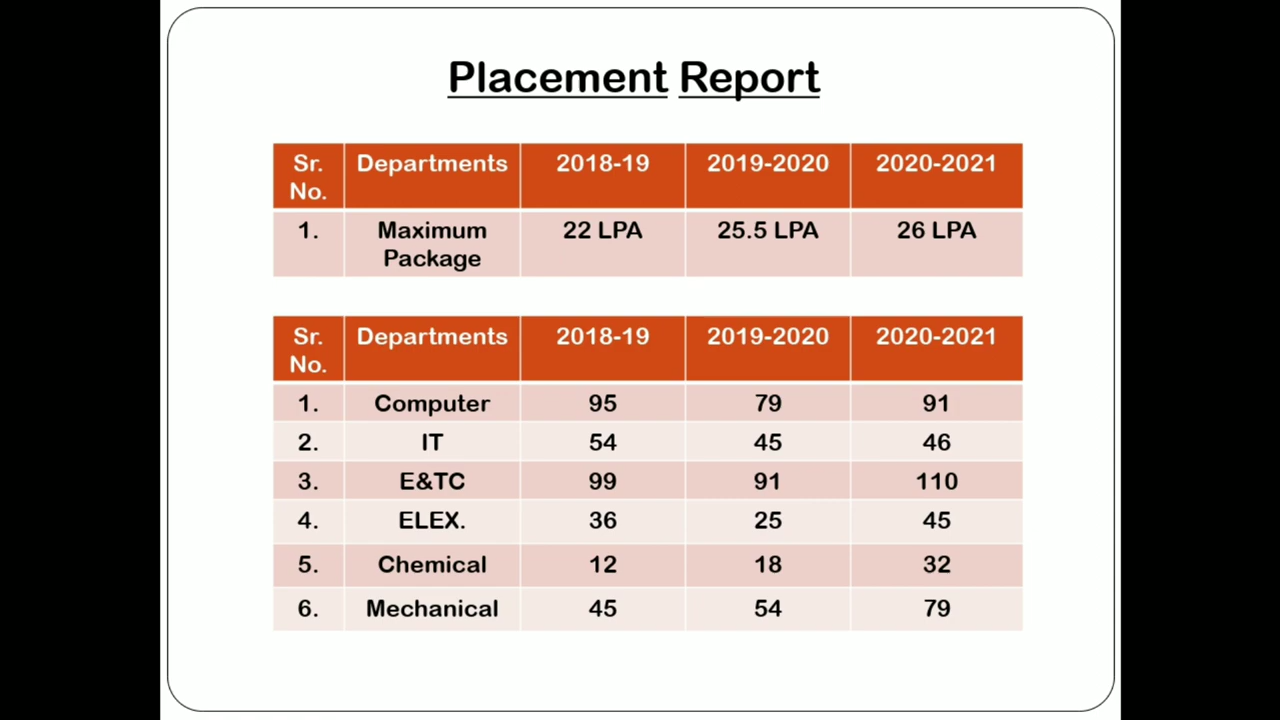 Placement Report
Sr. No. Departments 2018-19 2019-2020 2020-2021
1. Maximum Package 22 LPA 25.5 LPA 26 LPA
Sr. No. Departments 2018-19 2019-2020 2020-2021
1. Computer 95 79 91
2. IT 54 45 46
3. E&TC 99 91 110
4. ELEX. 36 25 45
5. Chemical 12 18 32
6. Mechanical 45 54 79